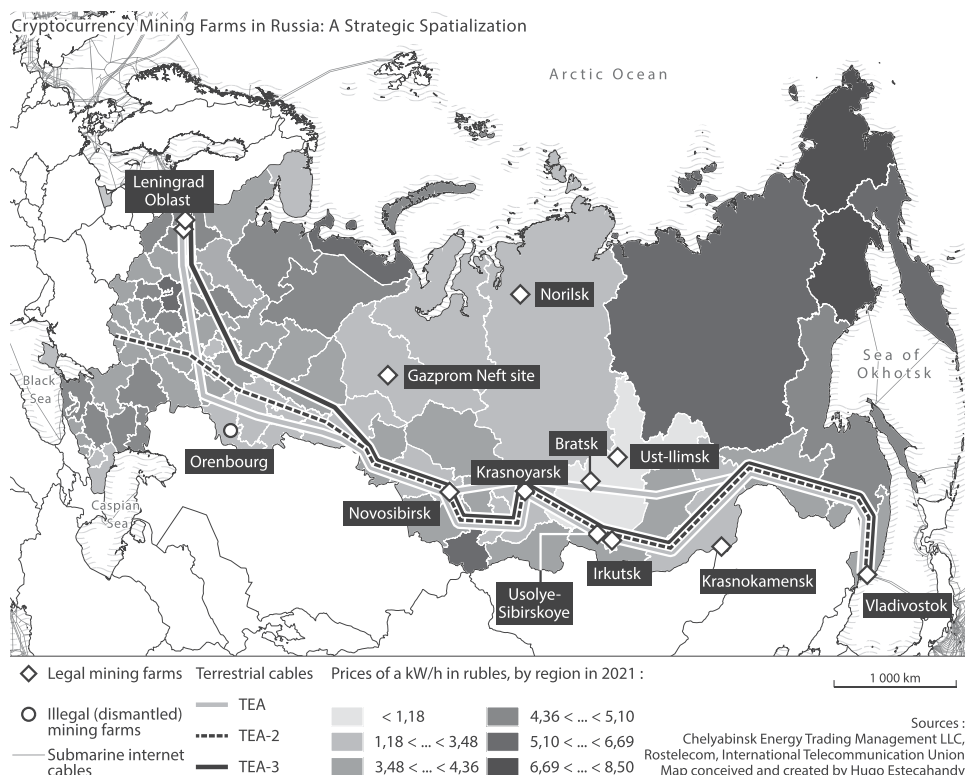 Cryptocurrency Mining Farms in Russia: A Strategic Spatialization
Arctic Ocean
Leningrad
Oblast
Norilsk
Sea of
Okhotsk
Gazprom Neft site
Black
Sea
Bratsk
Ust-Ilimsk
Orenbourg
Krasnoyarsk
Caspian
Sea
Novosibirsk
Irkutsk
Krasnokamensk
Usolye-
Sibirskoye
Vladivostok
Legal mining farms
Illegal (dismantled)
mining farms
Submarine internet
cables
Terrestrial cables
TEA
TEA-2
TEA-3
Prices of a kW/h in rubles, by region in 2021 :
< 1,18
1,18 < ... < 3,48
3,48 < ... < 4,36
4,36 < ... < 5,10
5,10 < ... < 6,69
6,69 < ... < 8,50
1 000 km
Sources :
Chelyabinsk Energy Trading Management LLC,
Rostelecom, International Telecommunication Union
Map conceived and created by Hugo Estecahandy